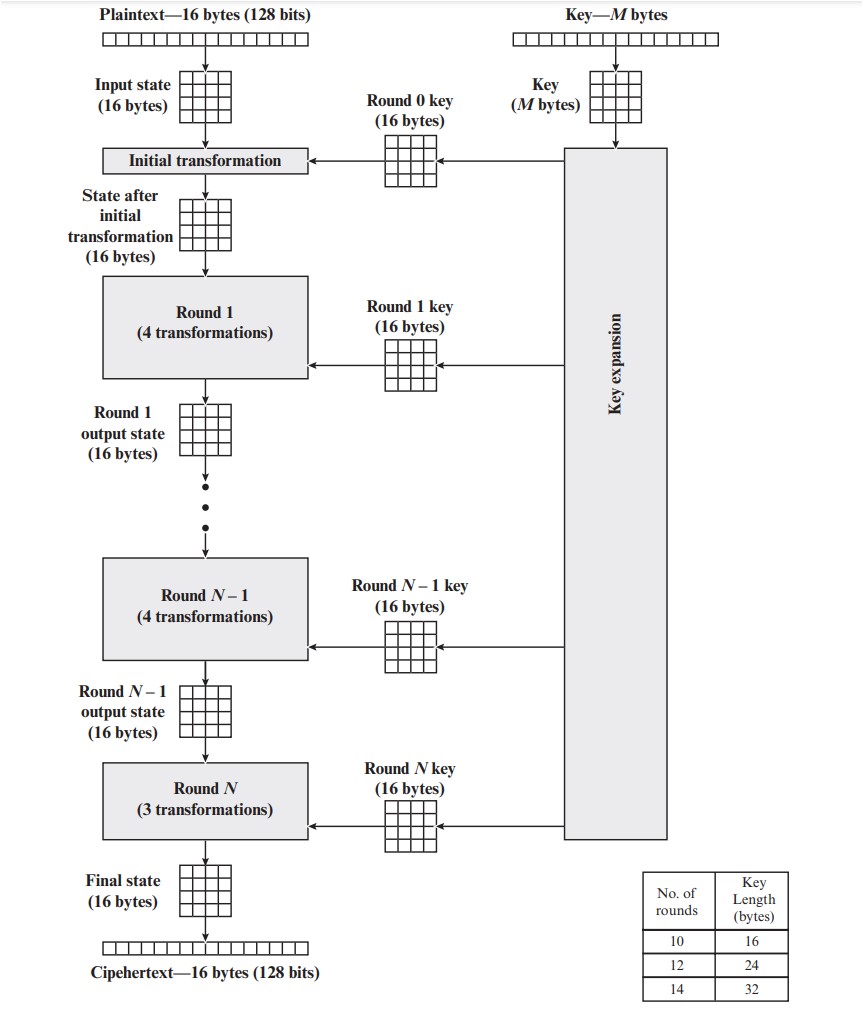 Plaintext—16 bytes (128 bits)
Key—M bytes
Input state
(16 bytes)
Key
(M bytes)
Round 0 key
(16 bytes)
Initial transformation
State after
initial
transformation
(16 bytes)
Round 1
(4 transformations)
Round 1 key
(16 bytes)
Key expansion
Round 1
output state
(16 bytes)
Round N – 1
(4 transformations)
Round N – 1 key
(16 bytes)
Round N – 1
output state
(16 bytes)
Round N
(3 transformations)
Round N key
(16 bytes)
Final state
(16 bytes)
Cipehertext—16 bytes (128 bits)
No. of
rounds
Key
Length
(bytes)
10 16
12 24
14 32